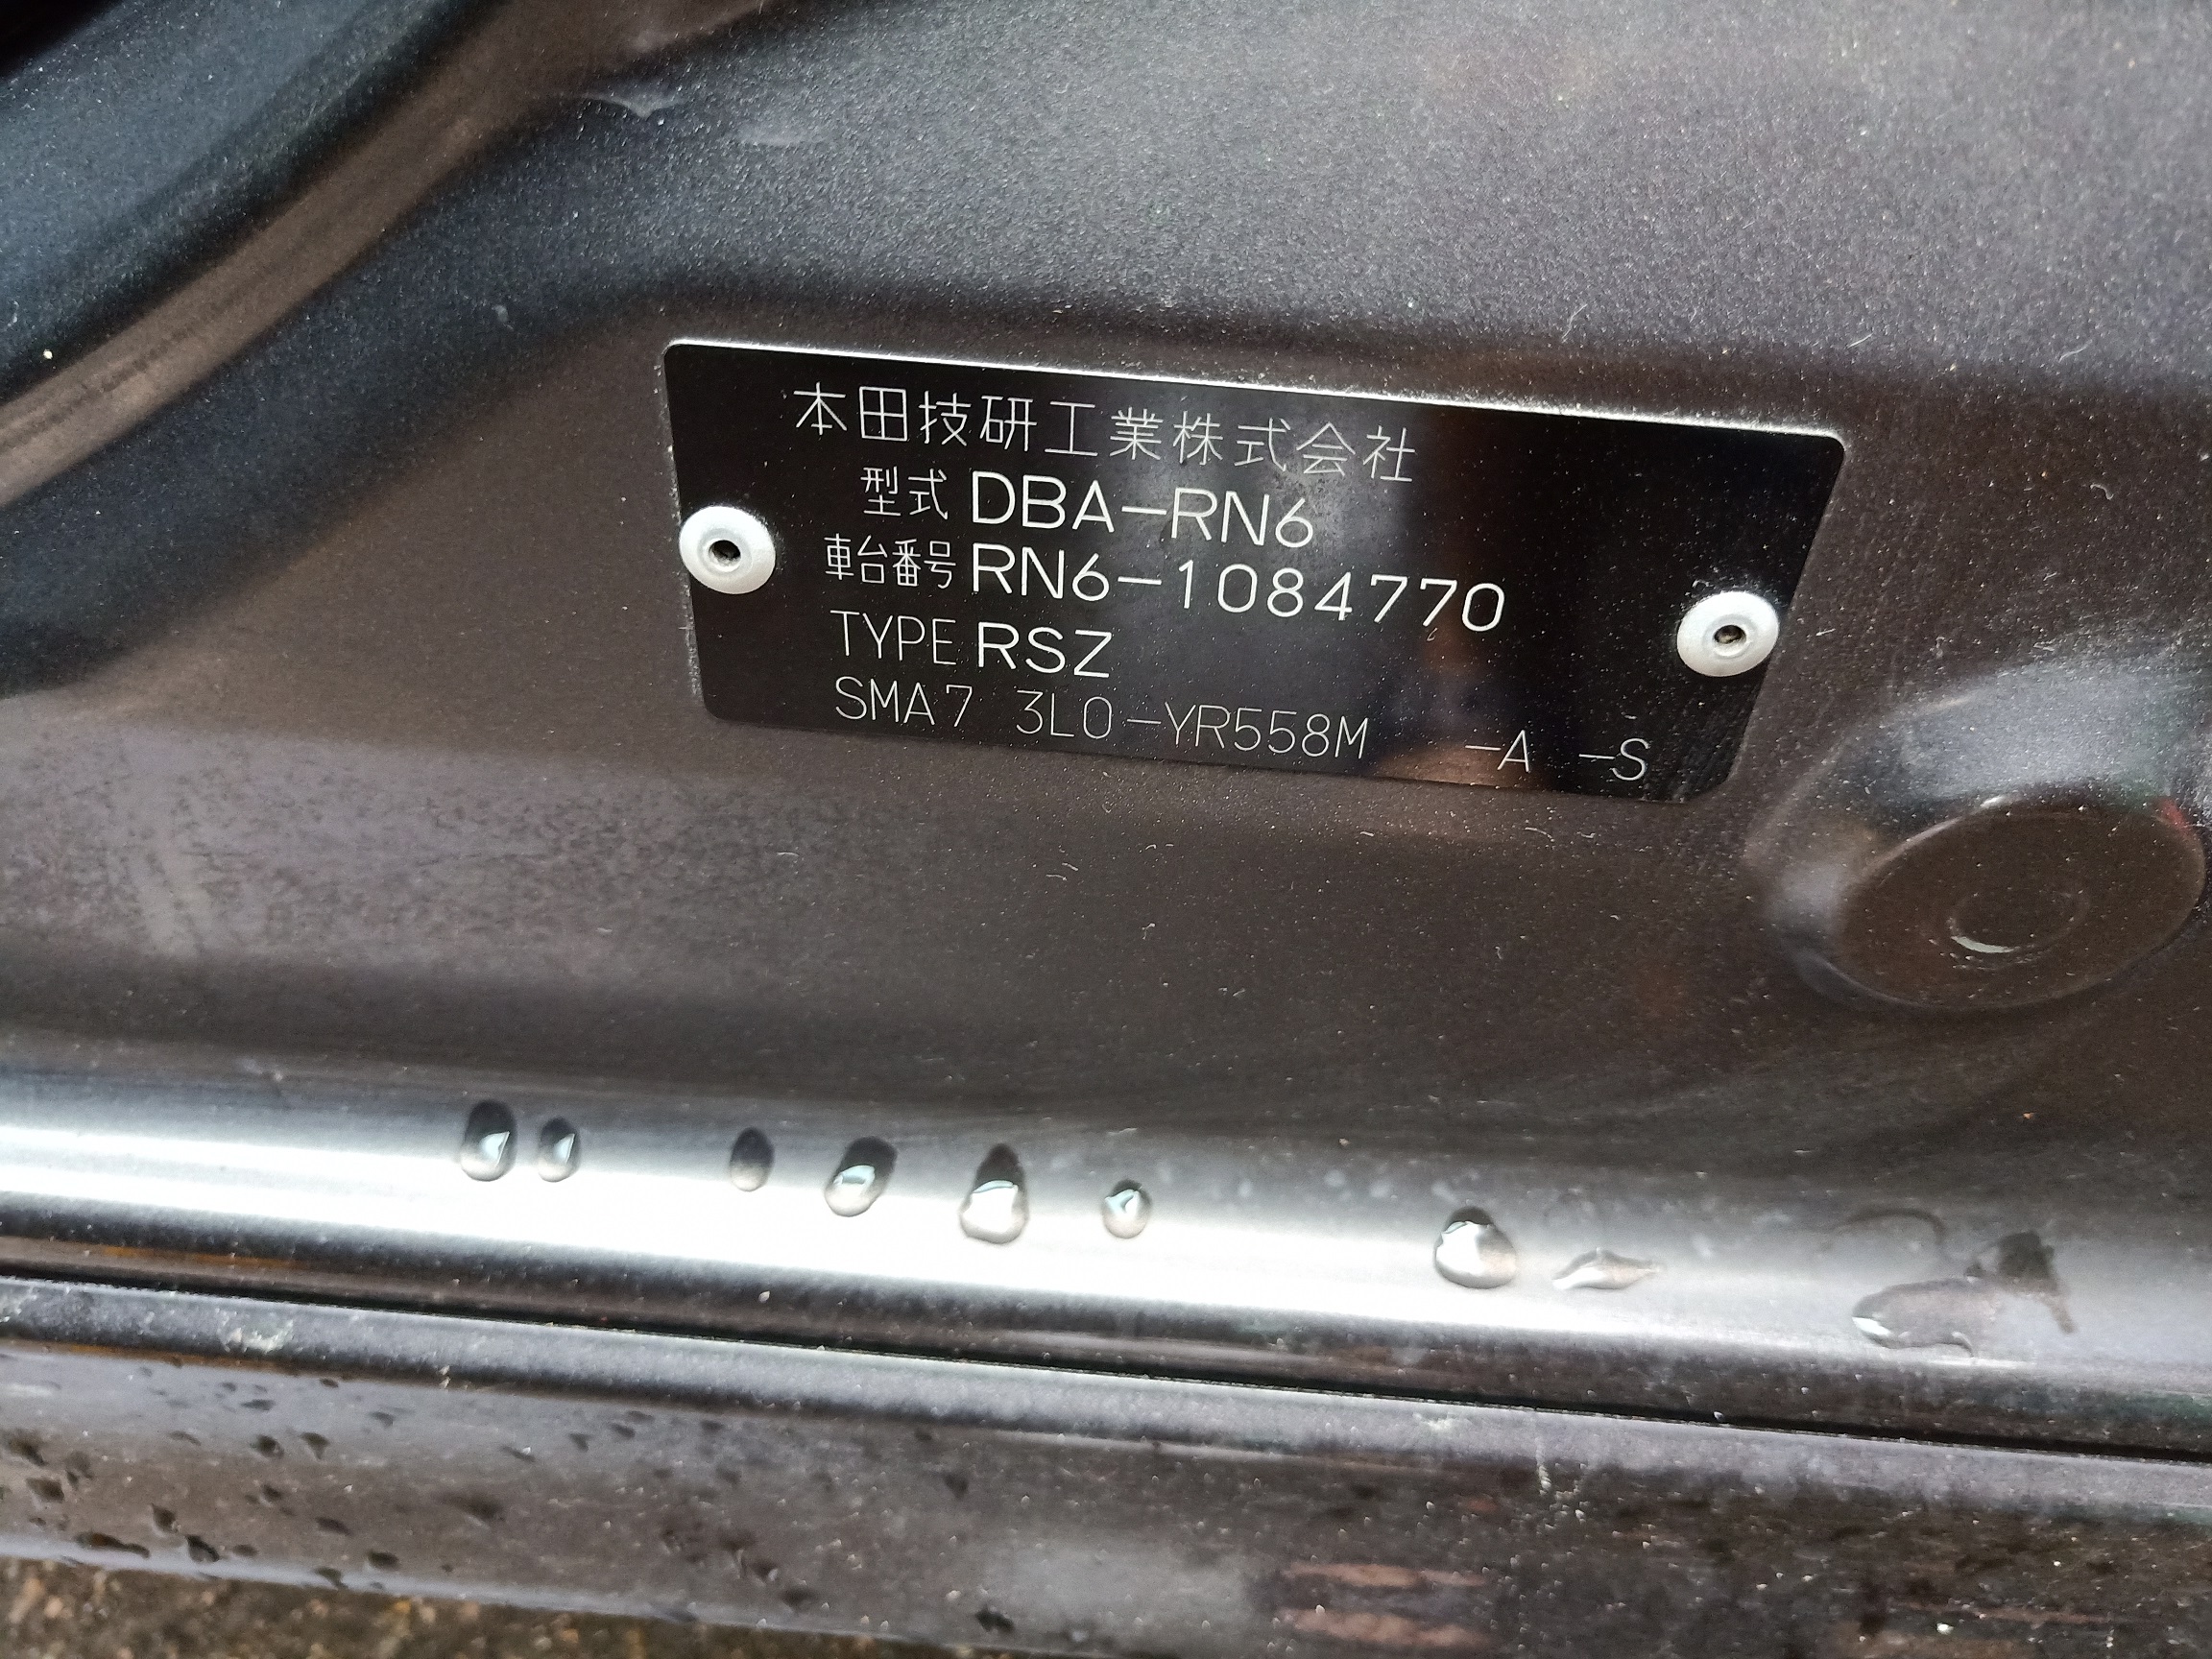 本田技研工業株式会社
型式 DBA-RN6
車台番号 RN6-1084770
TYPE RSZ
SMA7 3L0-YR558M -A -S